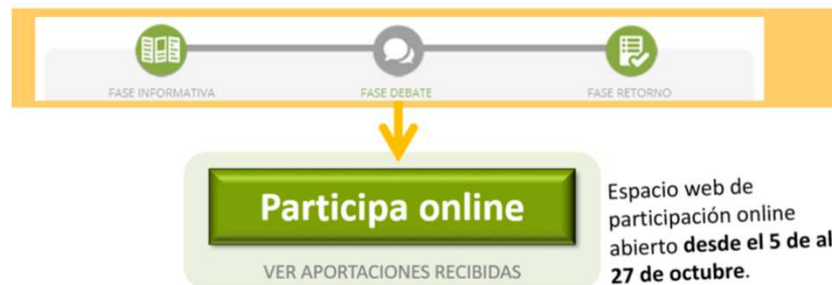 FASE INFORMATIVA
FASE DEBATE
FASE RETORNO
Participa online
VER APORTACIONES RECIBIDAS
Espacio web de
participación online
abierto desde el 5 de al
27 de octubre.